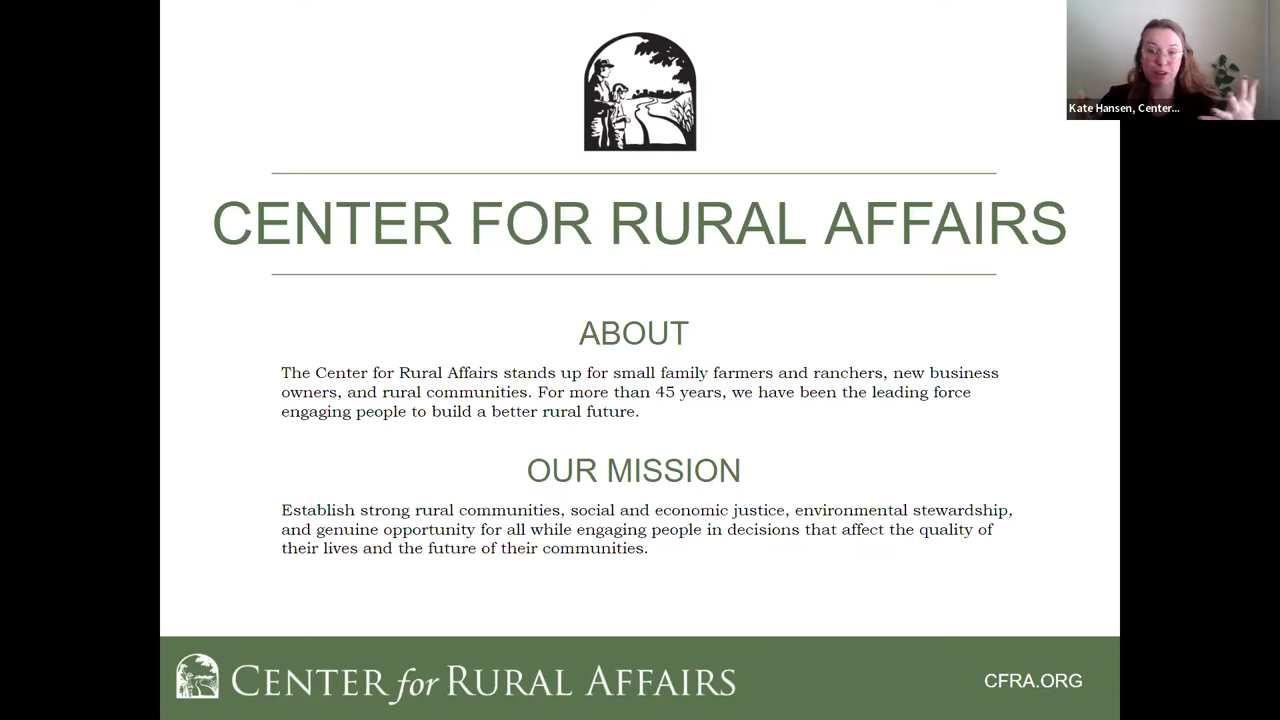 Kate Hansen, Center...
CENTER FOR RURAL AFFAIRS
ABOUT
The Center for Rural Affairs stands up for small family farmers and ranchers, new business
owners, and rural communities. For more than 45 years, we have been the leading force
engaging people to build a better rural future.
OUR MISSION
Establish strong rural communities, social and economic justice, environmental stewardship,
and genuine opportunity for all while engaging people in decisions that affect the quality of
their lives and the future of their communities.
CENTER for RURAL AFFAIRS
CFRA.ORG